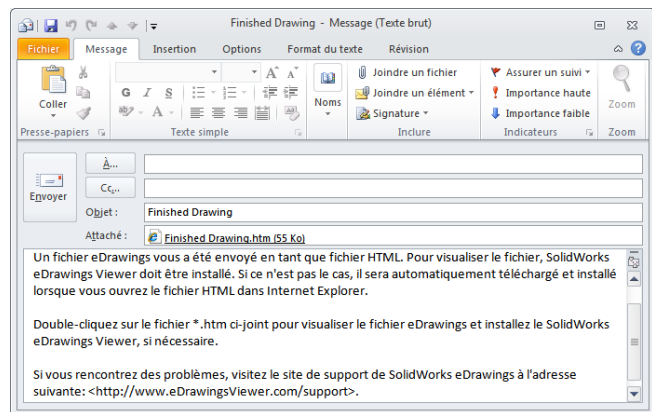 Finished Drawing - Message (Texte brut)
Fichier Message Insertion Options Format du texte Révision
Coller
G I S
A A
Noms
Joindre un fichier
Joindre un élément
Signature
Assurer un suivi
Importance haute
Importance faible
Zoom
Presse-papiers Texte simple Inclure Indicateurs Zoom
Envoyer
À...
Cc...
Objet : Finished Drawing
Attaché : Finished Drawing.htm (55 Ko)
Un fichier eDrawings vous a été envoyé en tant que fichier HTML. Pour visualiser le fichier, SolidWorks
eDrawings Viewer doit être installé. Si ce n'est pas le cas, il sera automatiquement téléchargé et installé
lorsque vous ouvrez le fichier HTML dans Internet Explorer.
Double-cliquez sur le fichier *.htm ci-joint pour visualiser le fichier eDrawings et installez le SolidWorks
eDrawings Viewer, si nécessaire.
Si vous rencontrez des problèmes, visitez le site de support de SolidWorks eDrawings à l'adresse
suivante: <http://www.eDrawingsViewer.com/support>.